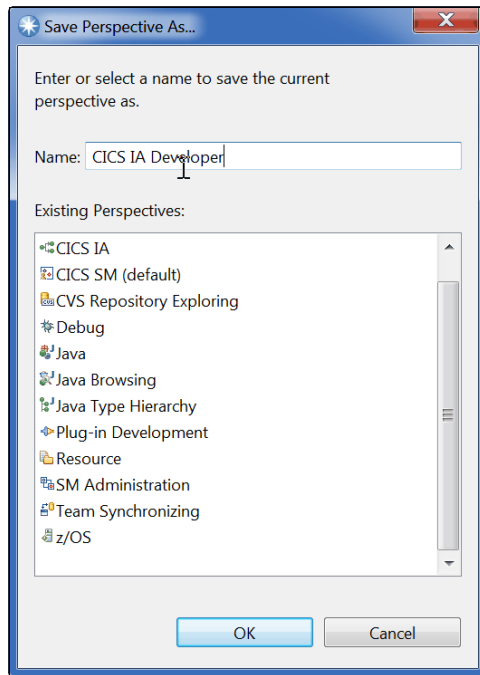 Save Perspective As...
Enter or select a name to save the current
perspective as.
Name: CICS IA Developer
Existing Perspectives:
CICS IA
CICS SM (default)
CVS Repository Exploring
Debug
Java
Java Browsing
Java Type Hierarchy
Plug-in Development
Resource
SM Administration
Team Synchronizing
z/OS
OK Cancel